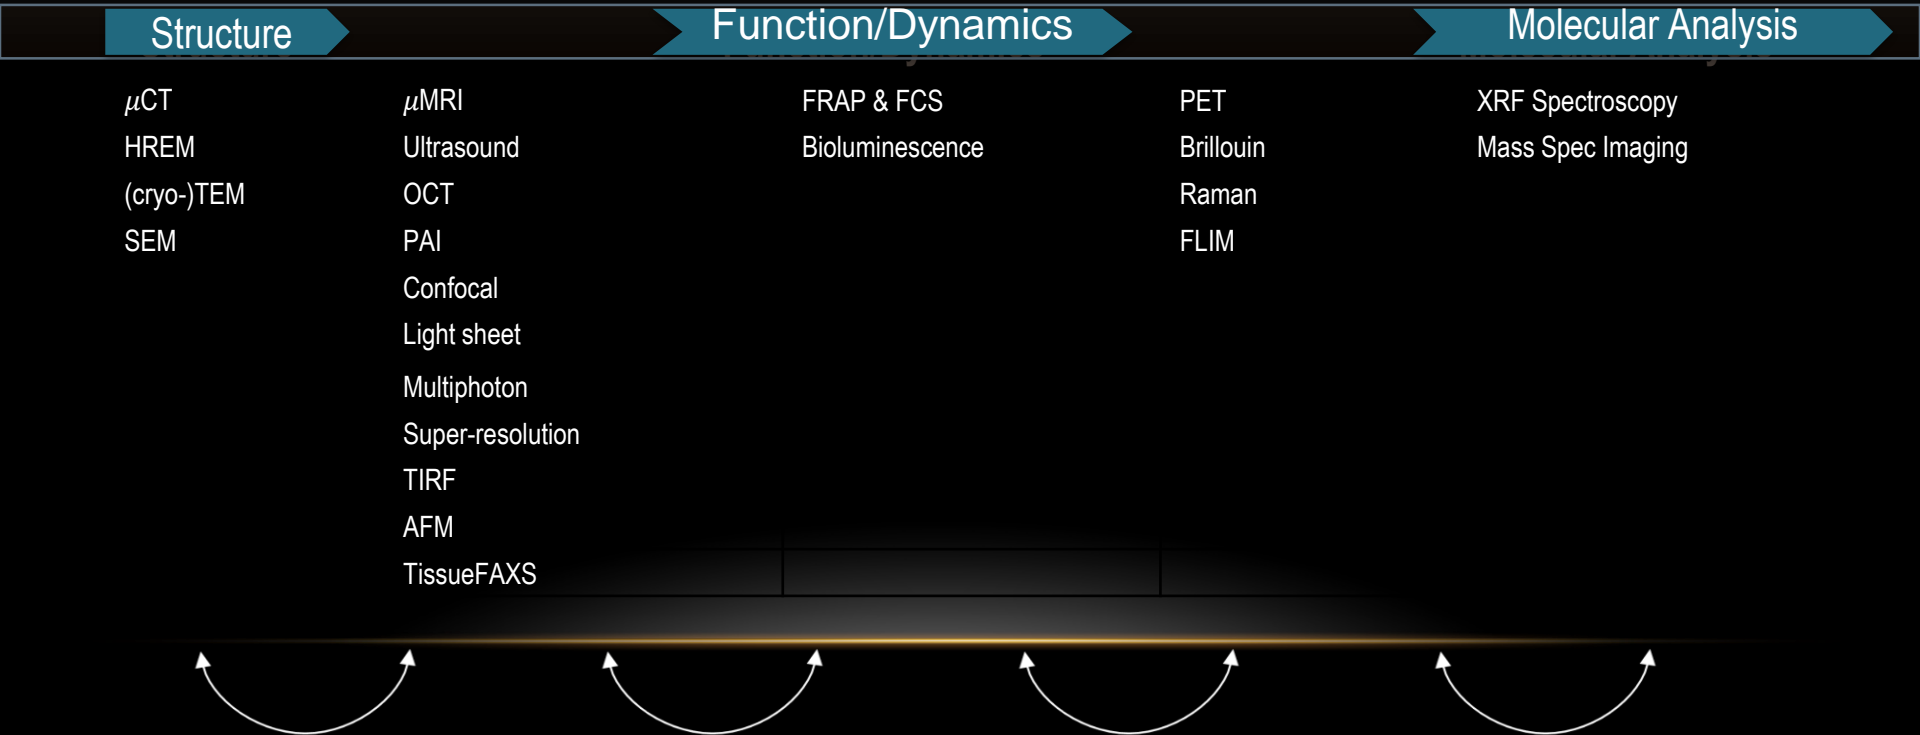 Structure
Function/Dynamics
Molecular Analysis
μCT
HREM
(cryo-)TEM
SEM
μMRI
Ultrasound
OCT
PAI
Confocal
Light sheet
Multiphoton
Super-resolution
TIRF
AFM
TissueFAXS
FRAP & FCS
Bioluminescence
PET
Brillouin
Raman
FLIM
XRF Spectroscopy
Mass Spec Imaging